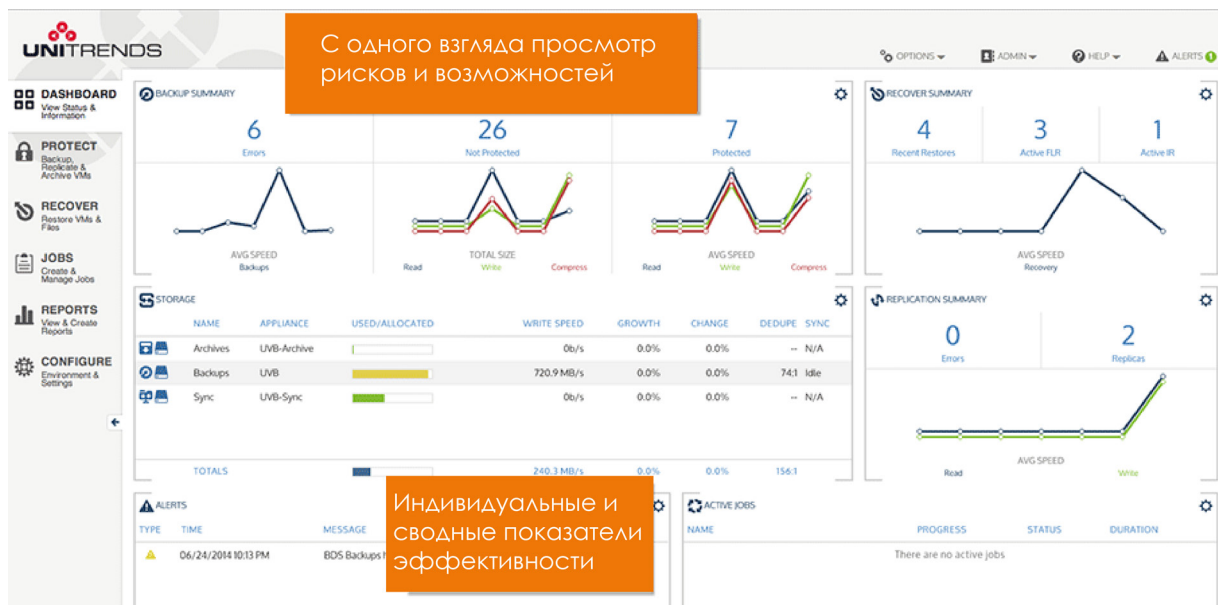 UNITRENDS
С одного взгляда просмотр
рисков и возможностей
OPTIONS
ADMIN
HELP
ALERTS 1
DASHBOARD
View Status &
Information
PROTECT
Backup,
Replicate &
Archive VMs
RECOVER
Restore VMs &
Files
JOBS
Create &
Manage Jobs
REPORTS
View & Create
Reports
CONFIGURE
Environment &
Settings
BACKUP SUMMARY
6 26 7
Errors Not Protected Protected
AVG SPEED TOTAL SIZE AVG SPEED
Backups Read Write Compress Read Write Compress
RECOVER SUMMARY
4 3 1
Recent Restores Active FLR Active IR
AVG SPEED
Recovery
STORAGE
NAME APPLIANCE USED/ALLOCATED WRITE SPEED GROWTH CHANGE DEDUPE SYNC
Archives UVB-Archive 0b/s 0.0% 0.0% -- N/A
Backups UVB 720.9 MB/s 0.0% 0.0% 74:1 Idle
Sync UVB-Sync 0b/s 0.0% 0.0% -- N/A
TOTALS 240.3 MB/s 0.0% 0.0% 156:1
REPLICATION SUMMARY
0 2
Errors Replicas
AVG SPEED
Read Write
ALERTS
TYPE TIME MESSAGE
06/24/2014 10:13 PM BDS Backups
Индивидуальные и
сводные показатели
эффективности
ACTIVE JOBS
NAME PROGRESS STATUS DURATION
There are no active jobs